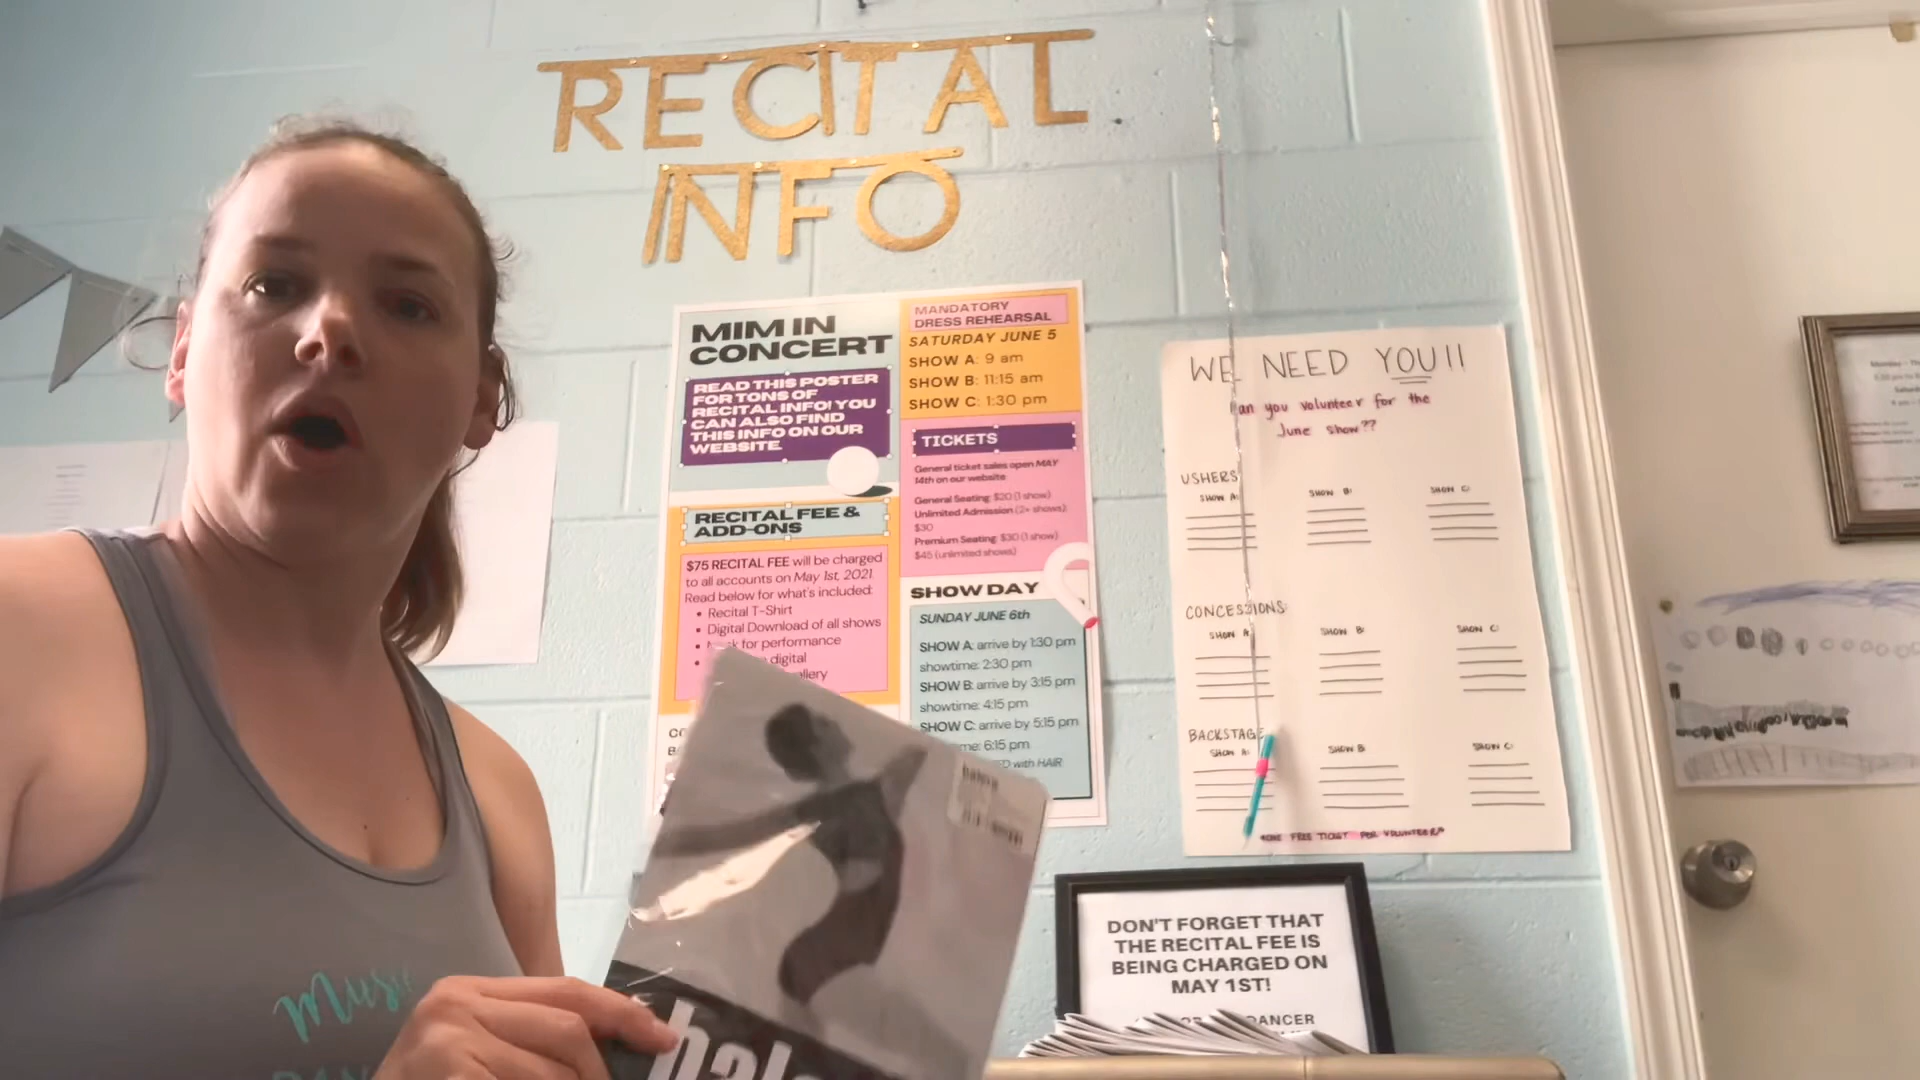 RECITAL
INFO
MIM IN
CONCERT
READ THIS POSTER
FOR TONS OF
RECITAL INFO! YOU
CAN ALSO FIND
THIS INFO ON OUR
WEBSITE
RECITAL FEE &
ADD-ONS
$75 RECITAL FEE will be charged
to all accounts on May 1st, 2021
Read below for what's included:
• Recital T-Shirt
• Digital Download of all shows
for performance
digital
MANDATORY
DRESS REHEARSAL
SATURDAY JUNE 5
SHOW A: 9 am
SHOW B: 11:15 am
SHOW C: 1:30 pm
TICKETS
General ticket sales open MAY
14th on our website
General Seating: $20 (1 show)
Unlimited Admission (2+ shows):
$30
Premium Seating: $30 (1 show)
$45 (unlimited shows)
SHOW DAY
SUNDAY JUNE 6th
SHOW A: arrive by 1:30 pm
showtime: 2:30 pm
SHOW B: arrive by 3:15 pm
showtime: 4:15 pm
SHOW C: arrive by 5:15 pm
6:15 pm
with HAIR
WE NEED YOU!!
Can you volunteer for the
June show??
USHERS
SHOW A:
SHOW B:
SHOW C:
CONCESSIONS:
SHOW A:
SHOW B:
SHOW C:
BACKSTAGE
SHOW A:
SHOW B:
SHOW C:
*ONE FREE TICKET PER VOLUNTEER*
DON'T FORGET THAT
THE RECITAL FEE IS
BEING CHARGED ON
MAY 1ST!
DANCER
Music